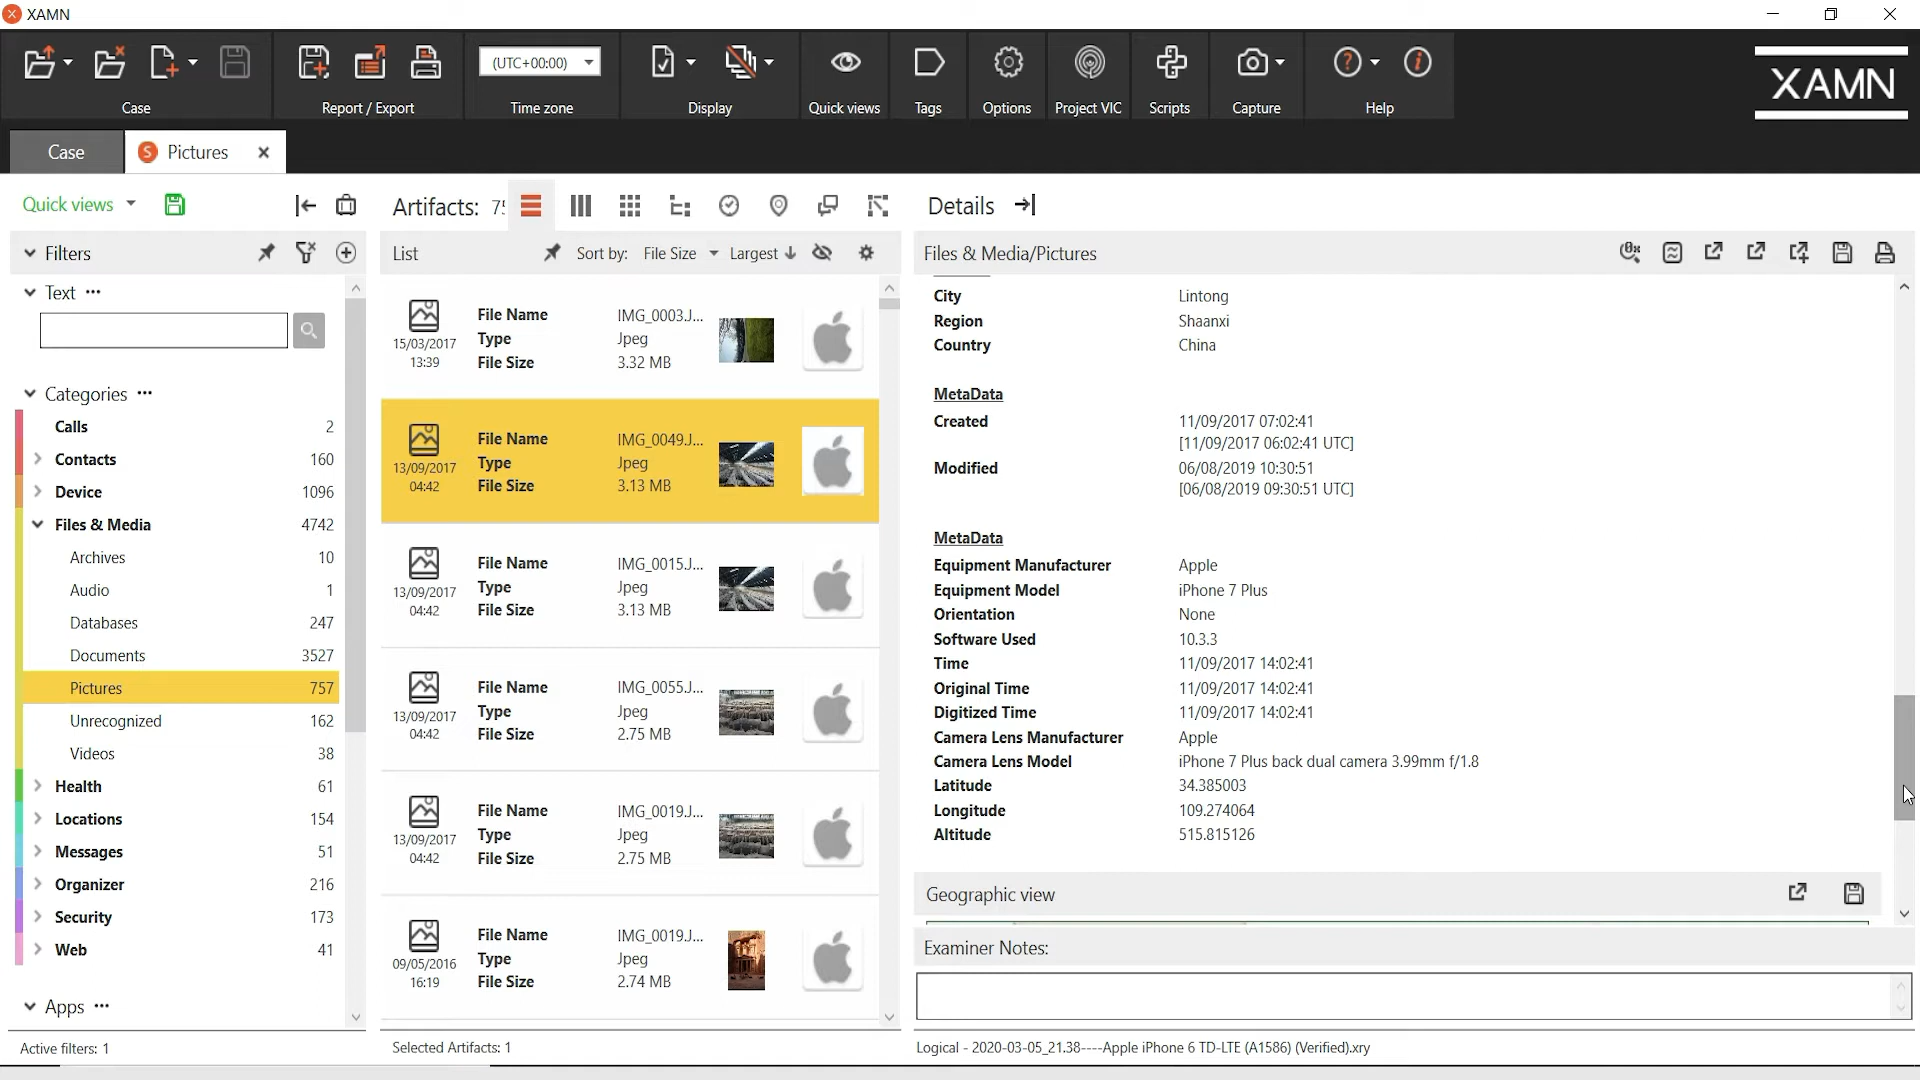 XAMN
(UTC+00:00)
Case
Report / Export
Time zone
Display
Quick views
Tags
Options
Project VIC
Scripts
Capture
Help
XAMN
Case
S Pictures
Quick views
Artifacts: 75
Details
Filters
List
Sort by: File Size Largest
Files & Media/Pictures
Text
Categories
Calls 2
Contacts 160
Device 1096
Files & Media 4742
Archives 10
Audio 1
Databases 247
Documents 3527
Pictures 757
Unrecognized 162
Videos 38
Health 61
Locations 154
Messages 51
Organizer 216
Security 173
Web 41
Apps
Active filters: 1
File Name IMG_0003.J...
Type Jpeg
File Size 3.32 MB
15/03/2017
13:39
File Name IMG_0049.J...
Type Jpeg
File Size 3.13 MB
13/09/2017
04:42
File Name IMG_0015.J...
Type Jpeg
File Size 3.13 MB
13/09/2017
04:42
File Name IMG_0055.J...
Type Jpeg
File Size 2.75 MB
13/09/2017
04:42
File Name IMG_0019.J...
Type Jpeg
File Size 2.75 MB
13/09/2017
04:42
File Name IMG_0019.J...
Type Jpeg
File Size 2.74 MB
09/05/2016
16:19
Selected Artifacts: 1
City Lintong
Region Shaanxi
Country China
MetaData
Created 11/09/2017 07:02:41
[11/09/2017 06:02:41 UTC]
Modified 06/08/2019 10:30:51
[06/08/2019 09:30:51 UTC]
MetaData
Equipment Manufacturer Apple
Equipment Model iPhone 7 Plus
Orientation None
Software Used 10.3.3
Time 11/09/2017 14:02:41
Original Time 11/09/2017 14:02:41
Digitized Time 11/09/2017 14:02:41
Camera Lens Manufacturer Apple
Camera Lens Model iPhone 7 Plus back dual camera 3.99mm f/1.8
Latitude 34.385003
Longitude 109.274064
Altitude 515.815126
Geographic view
Examiner Notes:
Logical - 2020-03-05_21.38----Apple iPhone 6 TD-LTE (A1586) (Verified).xry